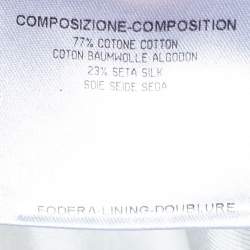 COMPOSIZIONE-COMPOSITION
77% COTONE COTTON
COTON BAUMWOLLE ALGODON
23% SETA SILK
SOIE SEIDE SEDA
FODERA-LINING-DOUBLURE